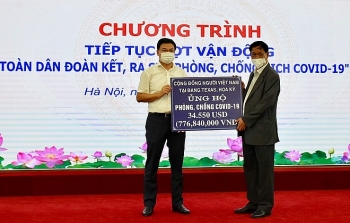 CHƯƠNG TRÌNH
TIẾP TỤC VẬN ĐỘNG
TOÀN DÂN ĐOÀN KẾT, RA PHÒNG, CHỐNG DỊCH COVID-19"
Hà Nội,
CỘNG ĐỒNG NGƯỜI VIỆT NAM
TẠI BANG TEXAS, HOA KỲ
ỦNG HỘ
PHÒNG, CHỐNG COVID-19
34.550 USD
(776,840,000 VNĐ)